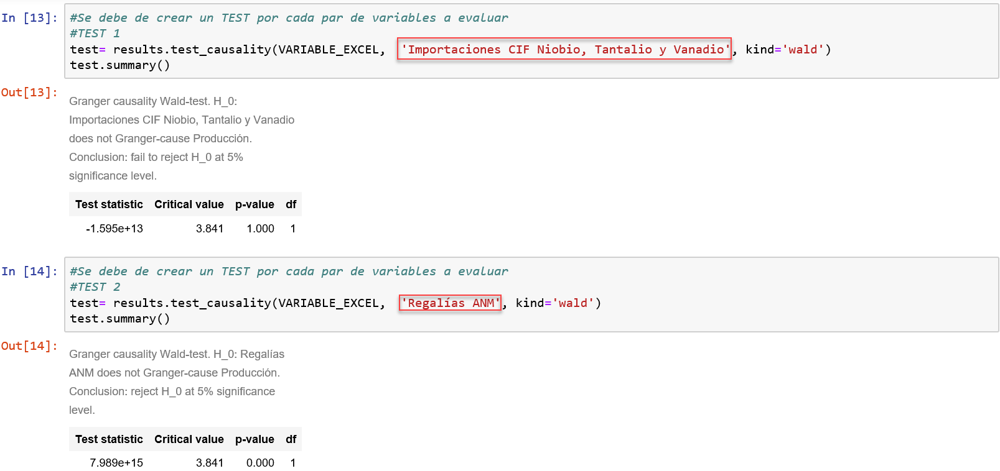 In [13]:
#Se debe de crear un TEST por cada par de variables a evaluar
#TEST 1
test= results.test_causality(VARIABLE_EXCEL,  'Importaciones CIF Niobio, Tantalio y Vanadio', kind='wald')
test.summary()
Out[13]:
Granger causality Wald-test. H_0:
Importaciones CIF Niobio, Tantalio y Vanadio
does not Granger-cause Producción.
Conclusion: fail to reject H_0 at 5%
significance level.
Test statistic Critical value p-value df
-1.595e+13 3.841 1.000 1
In [14]:
#Se debe de crear un TEST por cada par de variables a evaluar
#TEST 2
test= results.test_causality(VARIABLE_EXCEL,  'Regalías ANM', kind='wald')
test.summary()
Out[14]:
Granger causality Wald-test. H_0: Regalías
ANM does not Granger-cause Producción.
Conclusion: reject H_0 at 5% significance
level.
Test statistic Critical value p-value df
7.989e+15 3.841 0.000 1